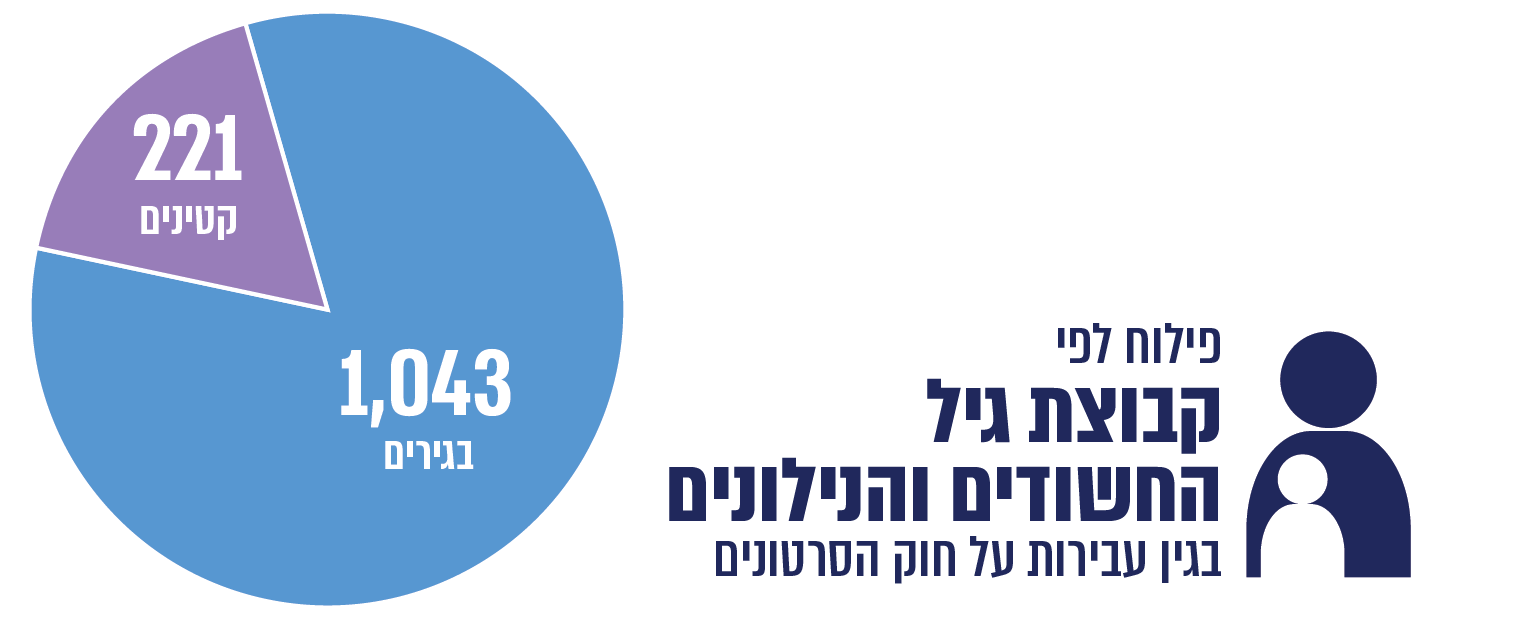 221
קטינים
1,043
בגירים
פילוח לפי
קבוצת גיל
החשודים והנילונים
בגין עבירות על חוק הסרטונים